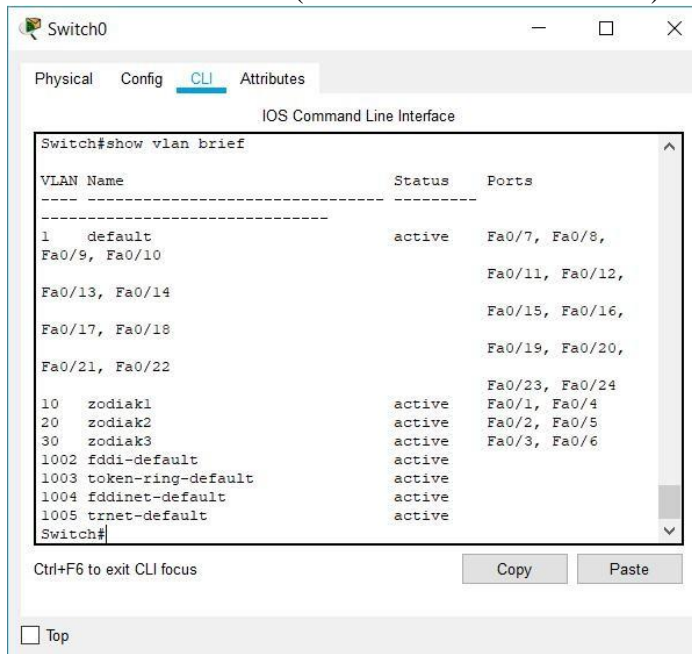 Switch0
Physical Config CLI Attributes
IOS Command Line Interface
Switch#show vlan brief
VLAN Name Status Ports
---- -------------------------------- ---------
-------------------------------
1 default active Fa0/7, Fa0/8,
Fa0/9, Fa0/10
Fa0/11, Fa0/12,
Fa0/13, Fa0/14
Fa0/15, Fa0/16,
Fa0/17, Fa0/18
Fa0/19, Fa0/20,
Fa0/21, Fa0/22
Fa0/23, Fa0/24
10 zodiak1 active Fa0/1, Fa0/4
20 zodiak2 active Fa0/2, Fa0/5
30 zodiak3 active Fa0/3, Fa0/6
1002 fddi-default active
1003 token-ring-default active
1004 fddinet-default active
1005 trnet-default active
Switch#
Ctrl+F6 to exit CLI focus Copy Paste
Top